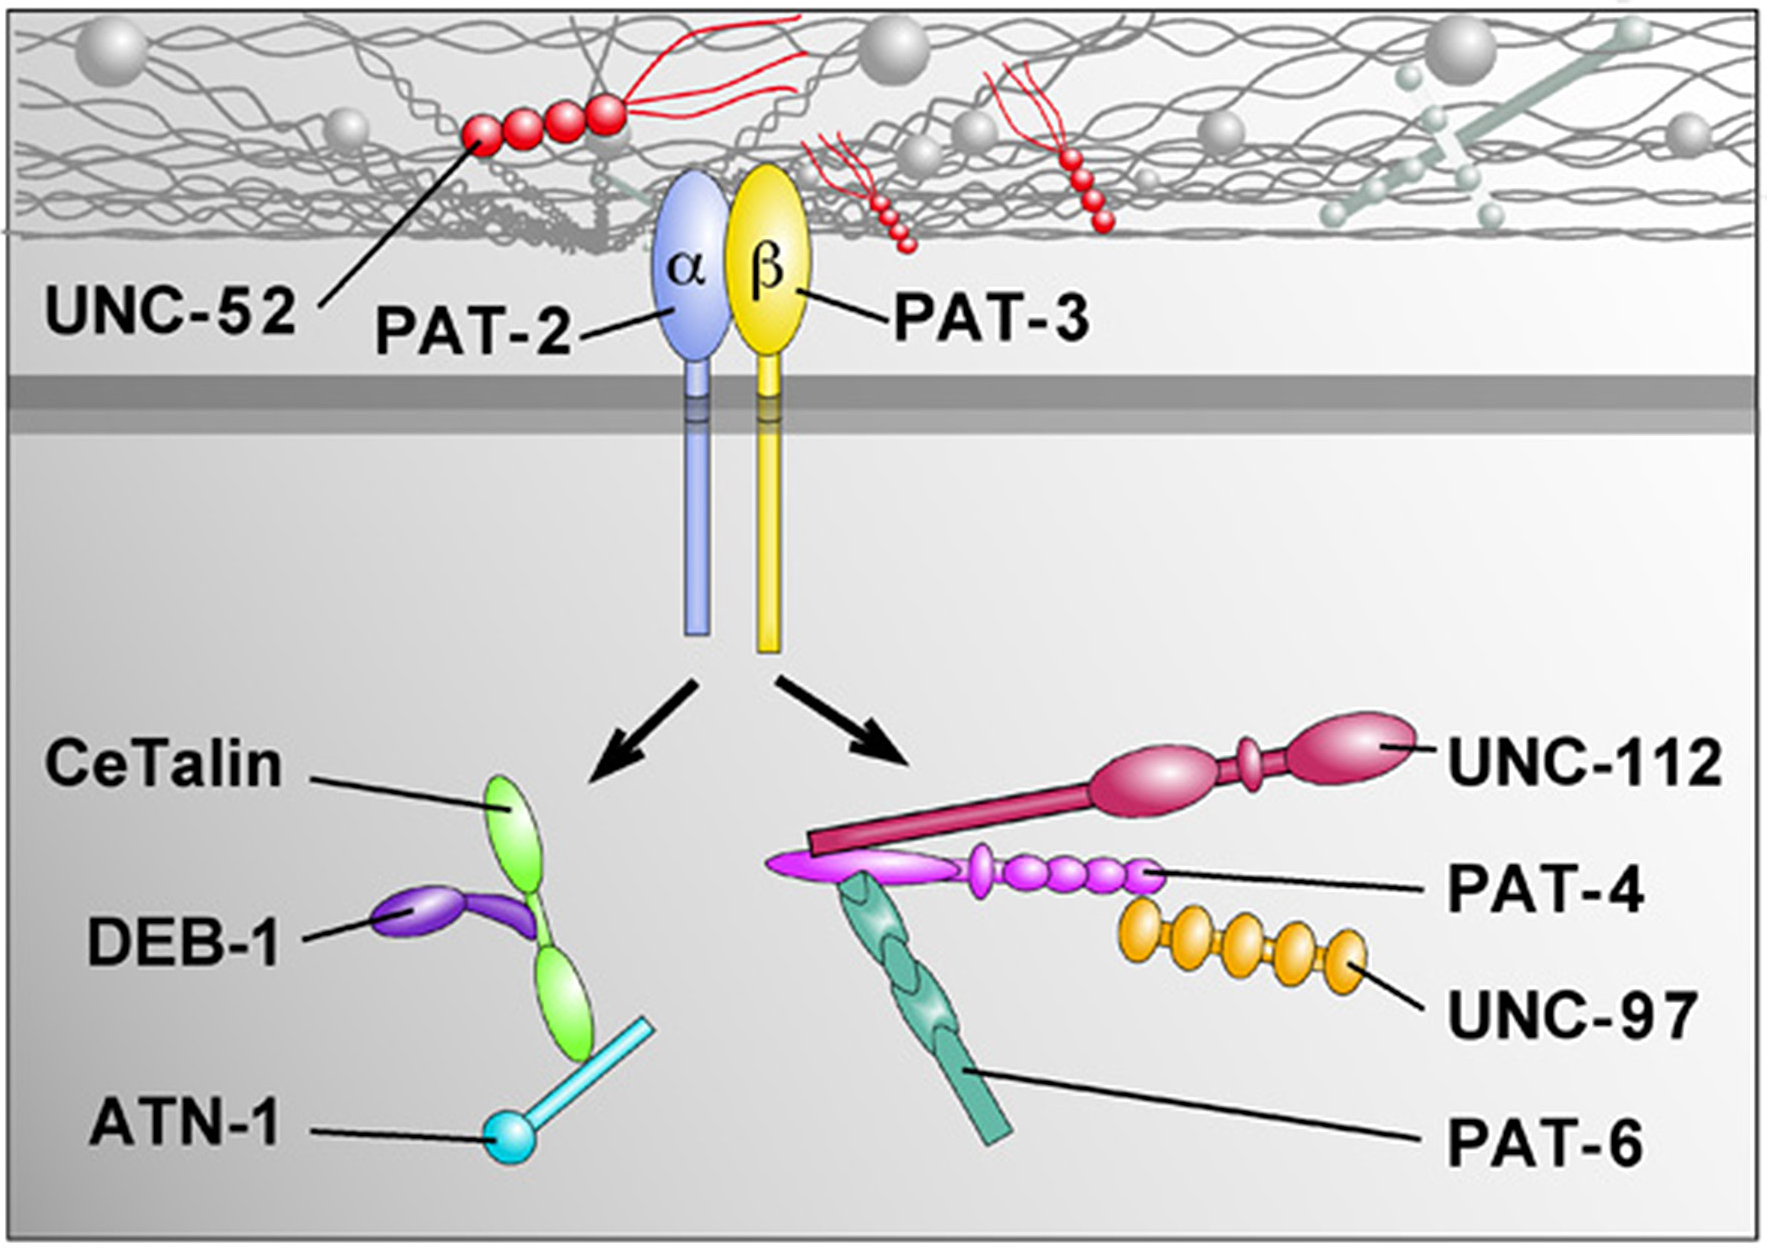 α
β
UNC-52
PAT-2
PAT-3
CeTalin
UNC-112
PAT-4
DEB-1
UNC-97
ATN-1
PAT-6